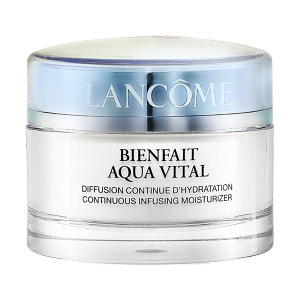 LANCÔME
BIENFAIT
AQUA VITAL
DIFFUSION CONTINUE D'HYDRATATION
CONTINUOUS INFUSING MOISTURIZER